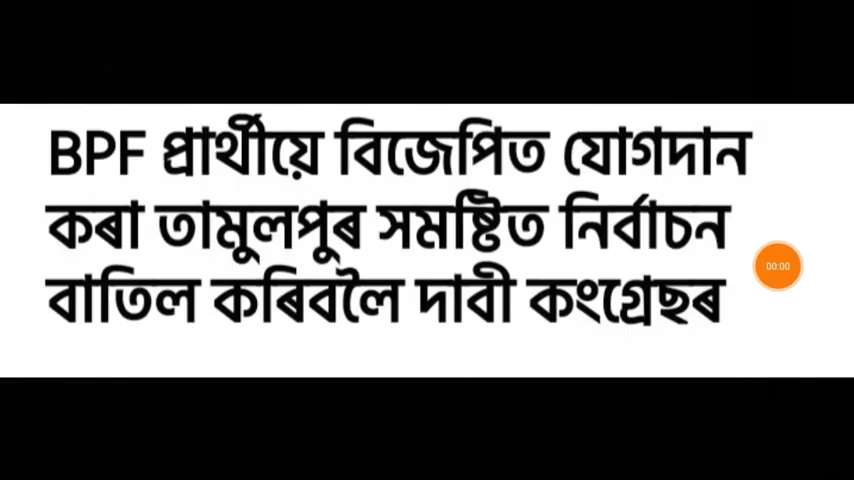 BPF প্ৰাৰ্থীয়ে বিজেপিত যোগদান
কৰা তামুলপুৰ সমষ্টিত নিৰ্বাচন
বাতিল কৰিবলৈ দাবী কংগ্ৰেছৰ
00:00